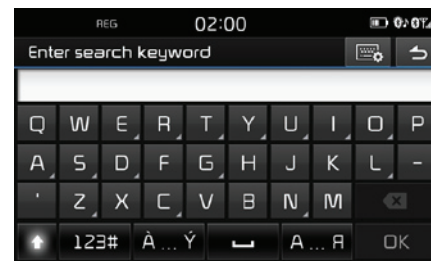 REG 02:00
Enter search keyword
Q W E R T Y U I O P
A S D F G H J K L -
' Z X C V B N M
123# À ... Ý A ... Я OK